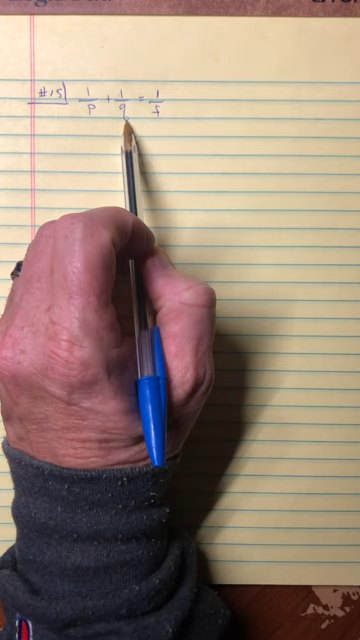 #15) 1/p + 1/q = 1/f